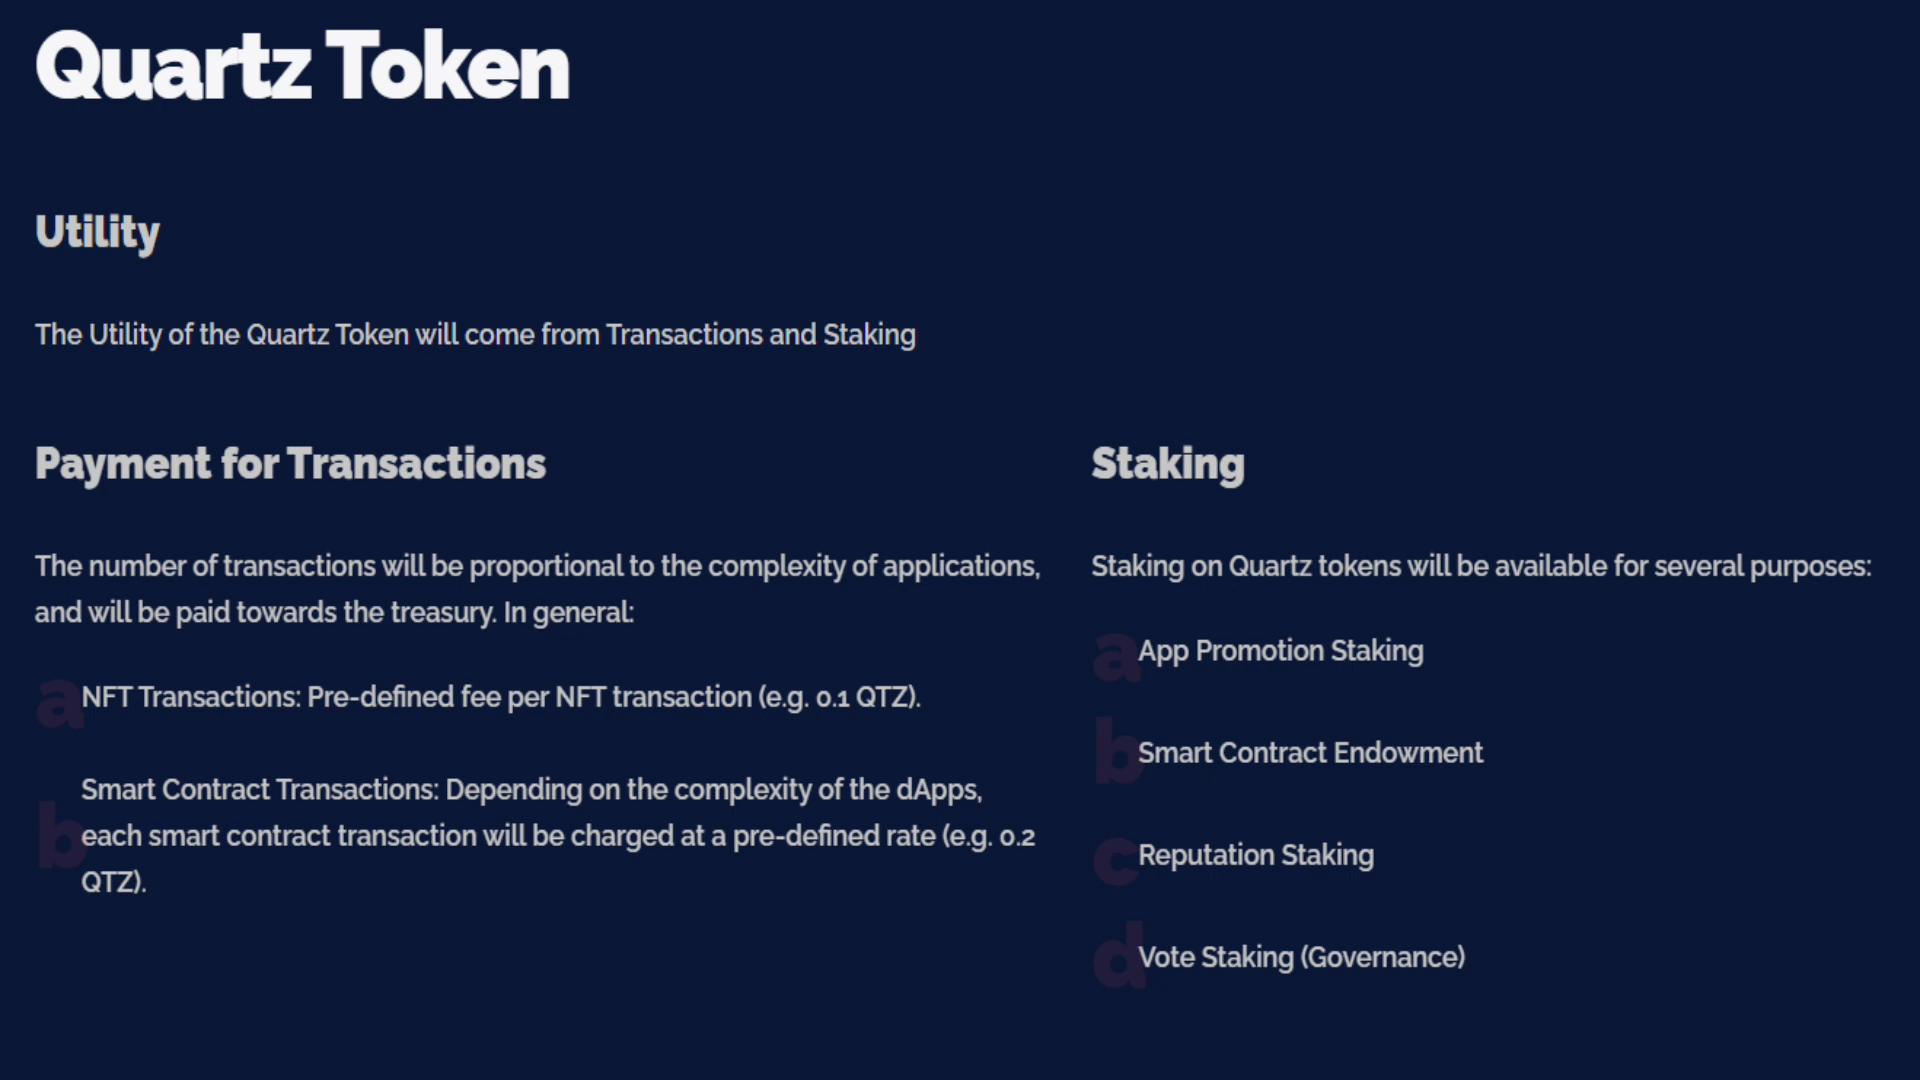 Quartz Token
Utility
The Utility of the Quartz Token will come from Transactions and Staking
Payment for Transactions
The number of transactions will be proportional to the complexity of applications,
and will be paid towards the treasury. In general:
a NFT Transactions: Pre-defined fee per NFT transaction (e.g. 0.1 QTZ).
Smart Contract Transactions: Depending on the complexity of the dApps,
b each smart contract transaction will be charged at a pre-defined rate (e.g. 0.2
QTZ).
Staking
Staking on Quartz tokens will be available for several purposes:
a App Promotion Staking
b Smart Contract Endowment
c Reputation Staking
d Vote Staking (Governance)